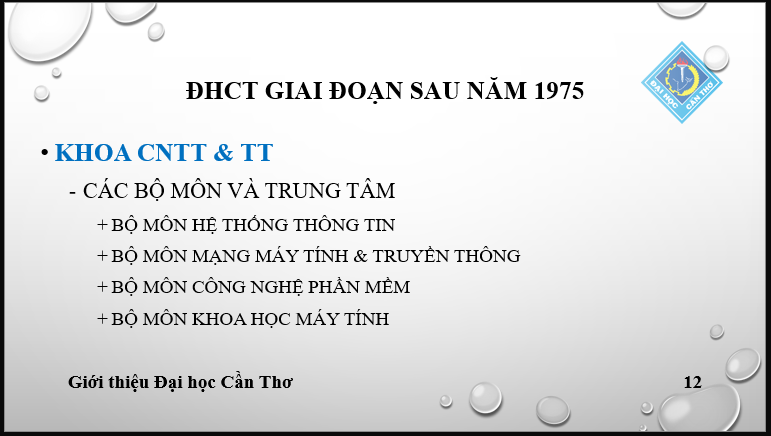 ĐHCT GIAI ĐOẠN SAU NĂM 1975
ĐẠI HỌC CẦN THƠ
• KHOA CNTT & TT
- CÁC BỘ MÔN VÀ TRUNG TÂM
+ BỘ MÔN HỆ THỐNG THÔNG TIN
+ BỘ MÔN MẠNG MÁY TÍNH & TRUYỀN THÔNG
+ BỘ MÔN CÔNG NGHỆ PHẦN MỀM
+ BỘ MÔN KHOA HỌC MÁY TÍNH
Giới thiệu Đại học Cần Thơ
12